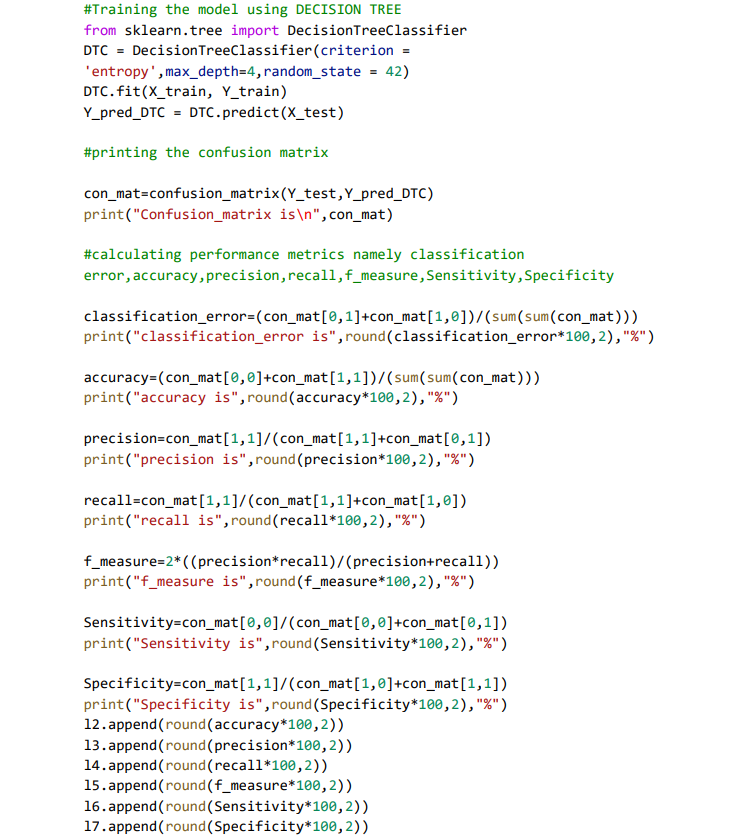 #Training the model using DECISION TREE
from sklearn.tree import DecisionTreeClassifier
DTC = DecisionTreeClassifier(criterion =
'entropy',max_depth=4,random_state = 42)
DTC.fit(X_train, Y_train)
Y_pred_DTC = DTC.predict(X_test)
#printing the confusion matrix
con_mat=confusion_matrix(Y_test,Y_pred_DTC)
print("Confusion_matrix is\n",con_mat)
#calculating performance metrics namely classification
error,accuracy,precision,recall,f_measure,Sensitivity,Specificity
classification_error=(con_mat[0,1]+con_mat[1,0])/(sum(sum(con_mat)))
print("classification_error is",round(classification_error*100,2),"%")
accuracy=(con_mat[0,0]+con_mat[1,1])/(sum(sum(con_mat)))
print("accuracy is",round(accuracy*100,2),"%")
precision=con_mat[1,1]/(con_mat[1,1]+con_mat[0,1])
print("precision is",round(precision*100,2),"%")
recall=con_mat[1,1]/(con_mat[1,1]+con_mat[1,0])
print("recall is",round(recall*100,2),"%")
f_measure=2*((precision*recall)/(precision+recall))
print("f_measure is",round(f_measure*100,2),"%")
Sensitivity=con_mat[0,0]/(con_mat[0,0]+con_mat[0,1])
print("Sensitivity is",round(Sensitivity*100,2),"%")
Specificity=con_mat[1,1]/(con_mat[1,0]+con_mat[1,1])
print("Specificity is",round(Specificity*100,2),"%")
l2.append(round(accuracy*100,2))
l3.append(round(precision*100,2))
l4.append(round(recall*100,2))
l5.append(round(f_measure*100,2))
l6.append(round(Sensitivity*100,2))
l7.append(round(Specificity*100,2))